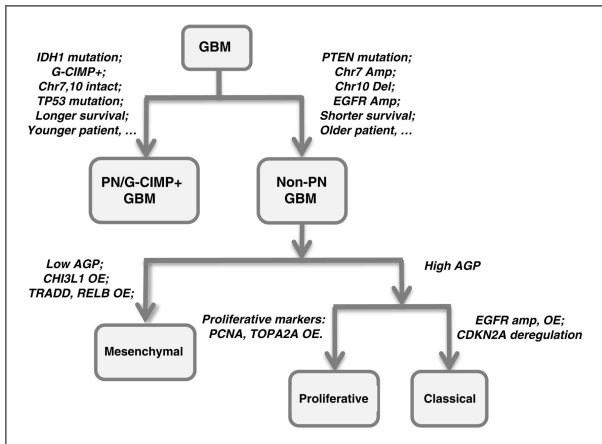 GBM
IDH1 mutation;
G-CIMP+;
Chr7,10 intact;
TP53 mutation;
Longer survival;
Younger patient, …
PTEN mutation;
Chr7 Amp;
Chr10 Del;
EGFR Amp;
Shorter survival;
Older patient, …
PN/G-CIMP+
GBM
Non-PN
GBM
Low AGP;
CHI3L1 OE;
TRADD, RELB OE;
High AGP
Mesenchymal
Proliferative markers:
PCNA, TOPA2A OE.
EGFR amp, OE;
CDKN2A deregulation
Proliferative
Classical